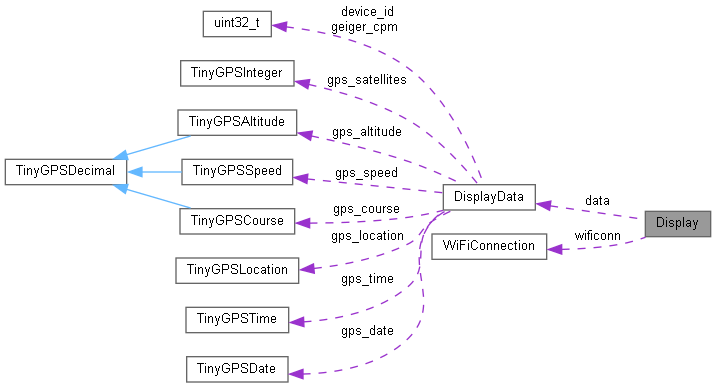 device_id
geiger_cpm
uint32_t
gps_satellites
TinyGPSInteger
gps_altitude
TinyGPSAltitude
TinyGPSDecimal
gps_speed
TinyGPSSpeed
DisplayData
data
Display
gps_course
TinyGPSCourse
gps_location
wificonn
WiFiConnection
TinyGPSLocation
gps_time
TinyGPSTime
gps_date
TinyGPSDate